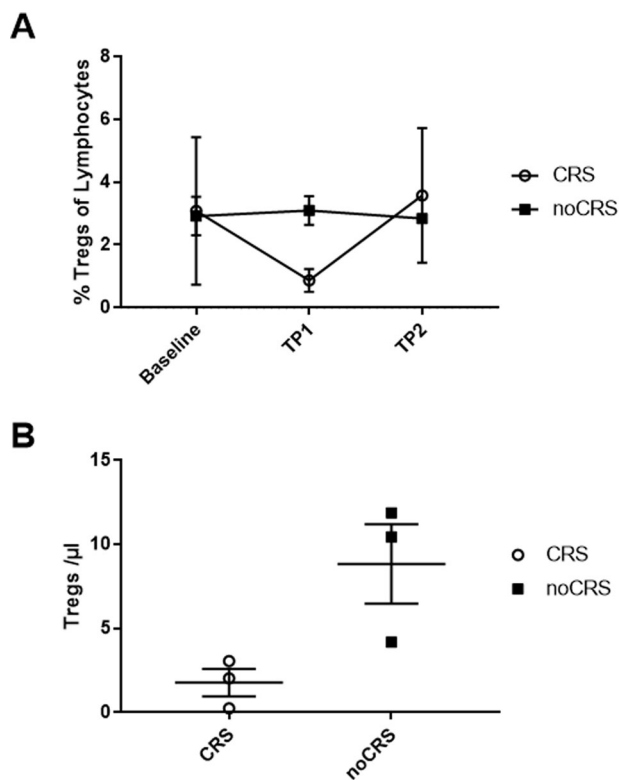 A
% Tregs of Lymphocytes
8
6
4
2
0
Baseline
TP1
TP2
CRS
noCRS
B
Tregs /µl
15
10
5
0
CRS
noCRS
CRS
noCRS